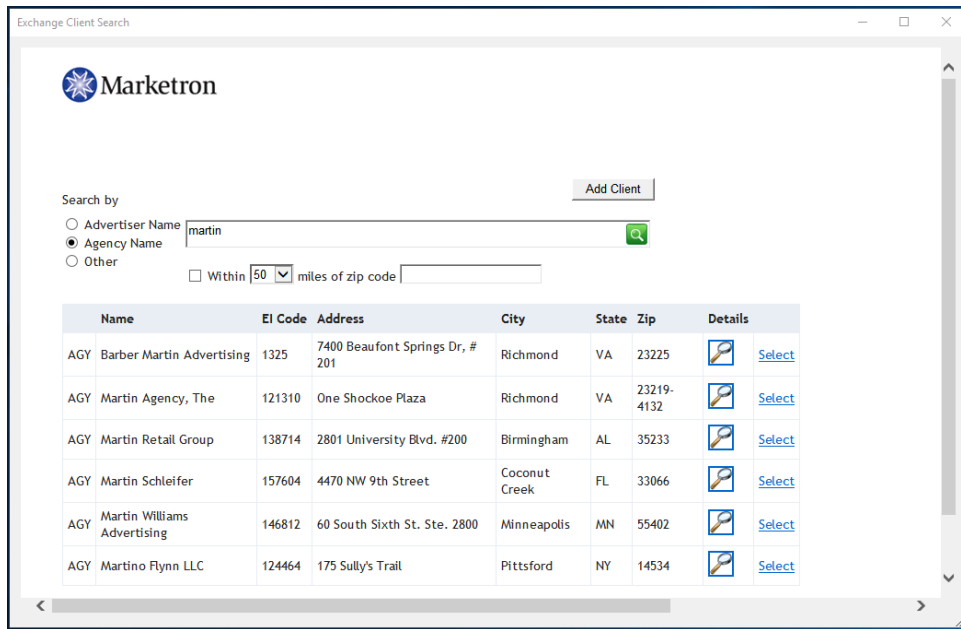 Exchange Client Search
Marketron
Add Client
Search by
Advertiser Name
martin
Agency Name
Other
Within 50 miles of zip code
Name EI Code Address City State Zip Details
AGY Barber Martin Advertising 1325 7400 Beaufont Springs Dr, # 201 Richmond VA 23225 Select
AGY Martin Agency, The 121310 One Shockoe Plaza Richmond VA 23219-4132 Select
AGY Martin Retail Group 138714 2801 University Blvd. #200 Birmingham AL 35233 Select
AGY Martin Schleifer 157604 4470 NW 9th Street Coconut Creek FL 33066 Select
AGY Martin Williams Advertising 146812 60 South Sixth St. Ste. 2800 Minneapolis MN 55402 Select
AGY Martino Flynn LLC 124464 175 Sully's Trail Pittsford NY 14534 Select